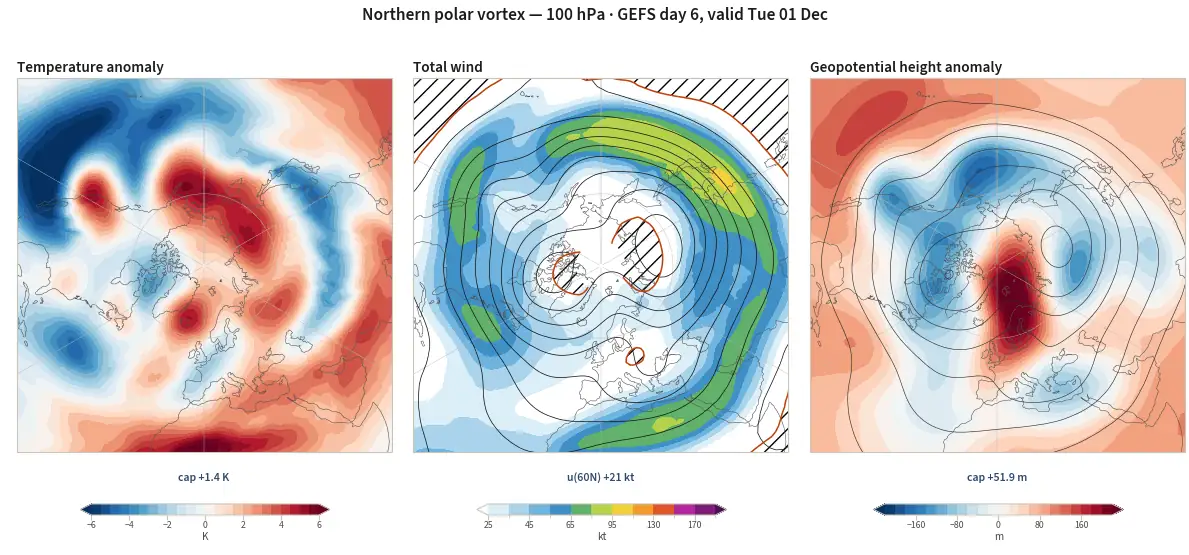 Northern polar vortex — 100 hPa · GEFS day 6, valid Tue 01 Dec
Temperature anomaly
Total wind
Geopotential height anomaly
cap +1.4 K
u(60N) +21 kt
cap +51.9 m
−6 −4 −2 0 2 4 6
K
25 45 65 95 130 170
kt
−160 −80 0 80 160
m